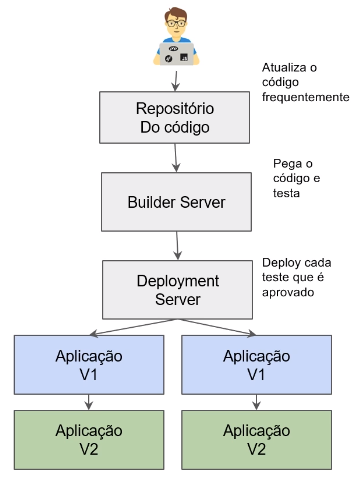 Atualiza o
código
frequentemente
Repositório
Do código
Pega o
código e
testa
Builder Server
Deploy cada
teste que é
aprovado
Deployment
Server
Aplicação
V1
Aplicação
V1
Aplicação
V2
Aplicação
V2